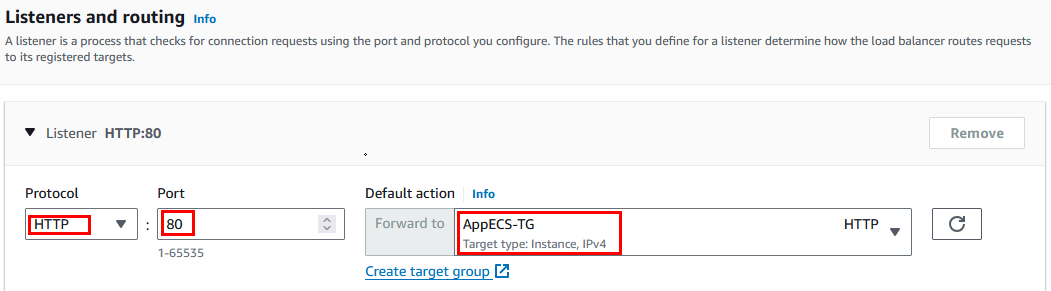 Listeners and routing Info
A listener is a process that checks for connection requests using the port and protocol you configure. The rules that you define for a listener determine how the load balancer routes requests
to its registered targets.
Listener HTTP:80 Remove
Protocol Port Default action Info
HTTP : 80 Forward to AppECS-TG HTTP
Target type: Instance, IPv4
1-65535
Create target group